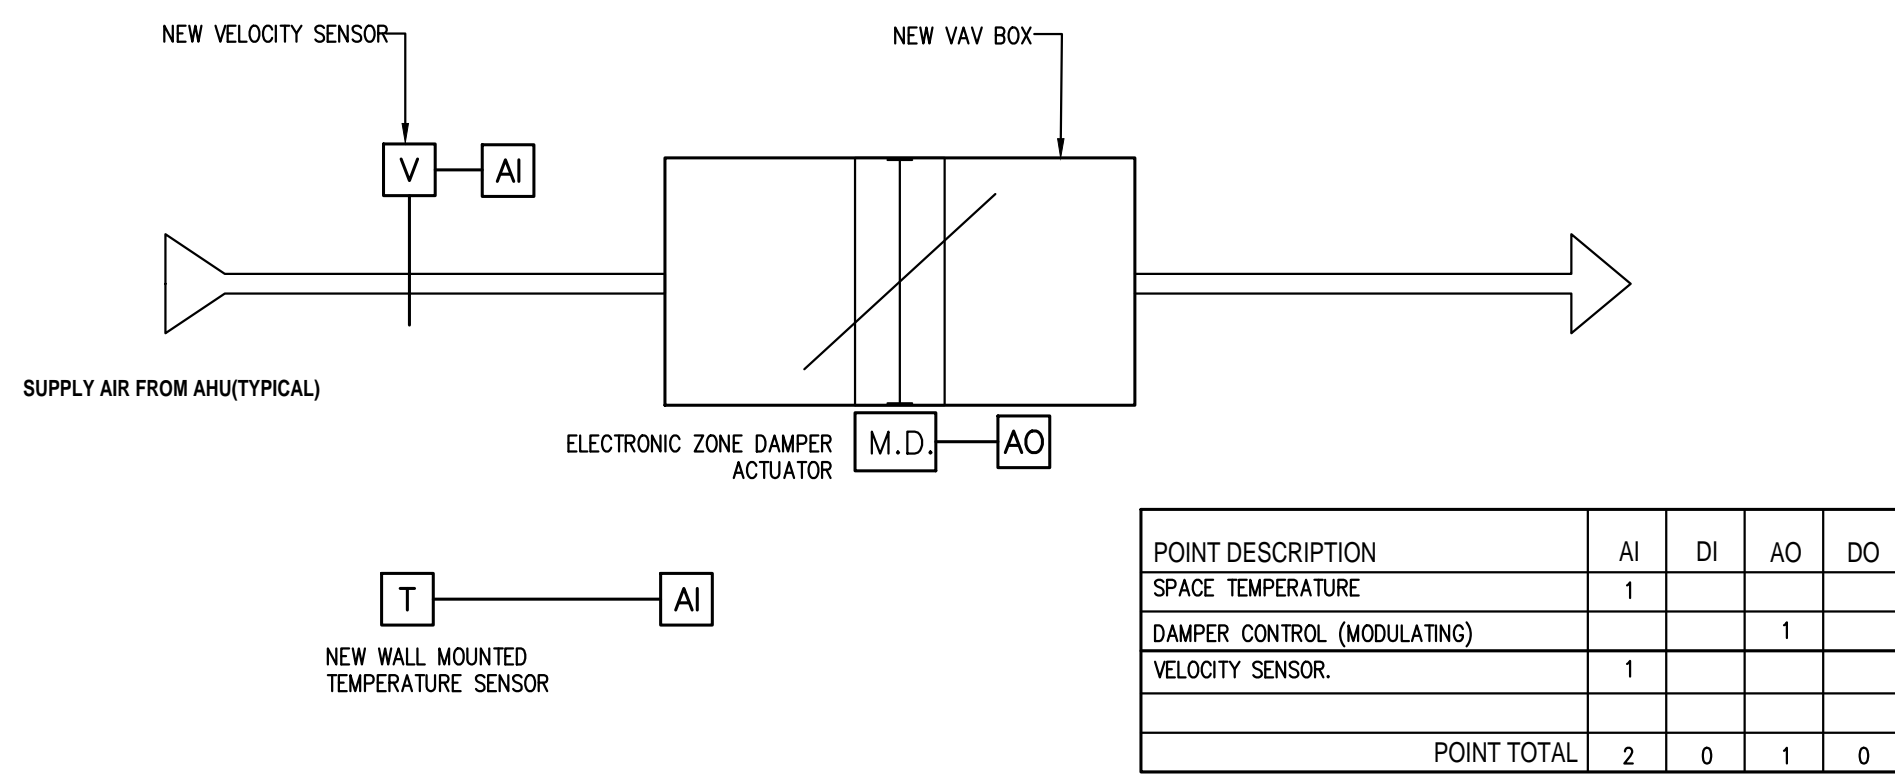 NEW VELOCITY SENSOR
NEW VAV BOX
V
AI
SUPPLY AIR FROM AHU(TYPICAL)
ELECTRONIC ZONE DAMPER
ACTUATOR
M.D.
AO
T
AI
NEW WALL MOUNTED
TEMPERATURE SENSOR
POINT DESCRIPTION AI DI AO DO
SPACE TEMPERATURE 1
DAMPER CONTROL (MODULATING) 1
VELOCITY SENSOR. 1
POINT TOTAL 2 0 1 0